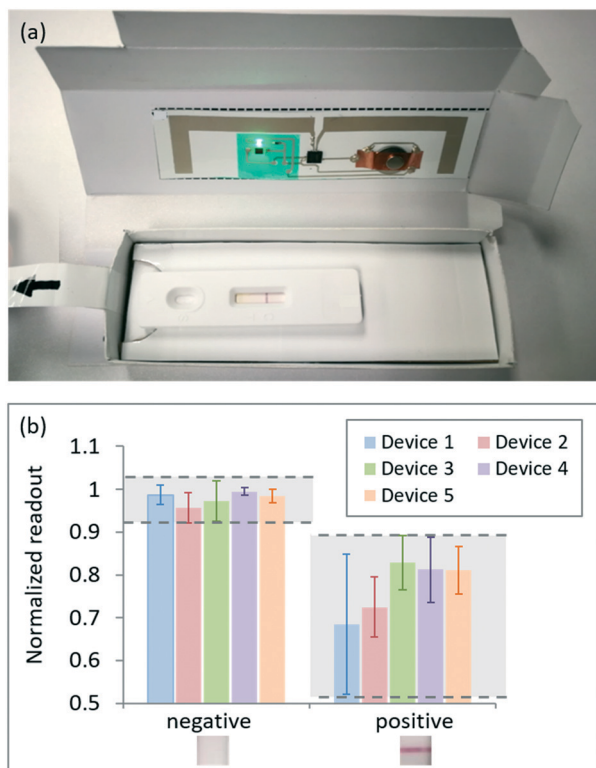 (a)
(b)
Normalized readout
1.1
1
0.9
0.8
0.7
0.6
0.5
Device 1
Device 2
Device 3
Device 4
Device 5
negative
positive